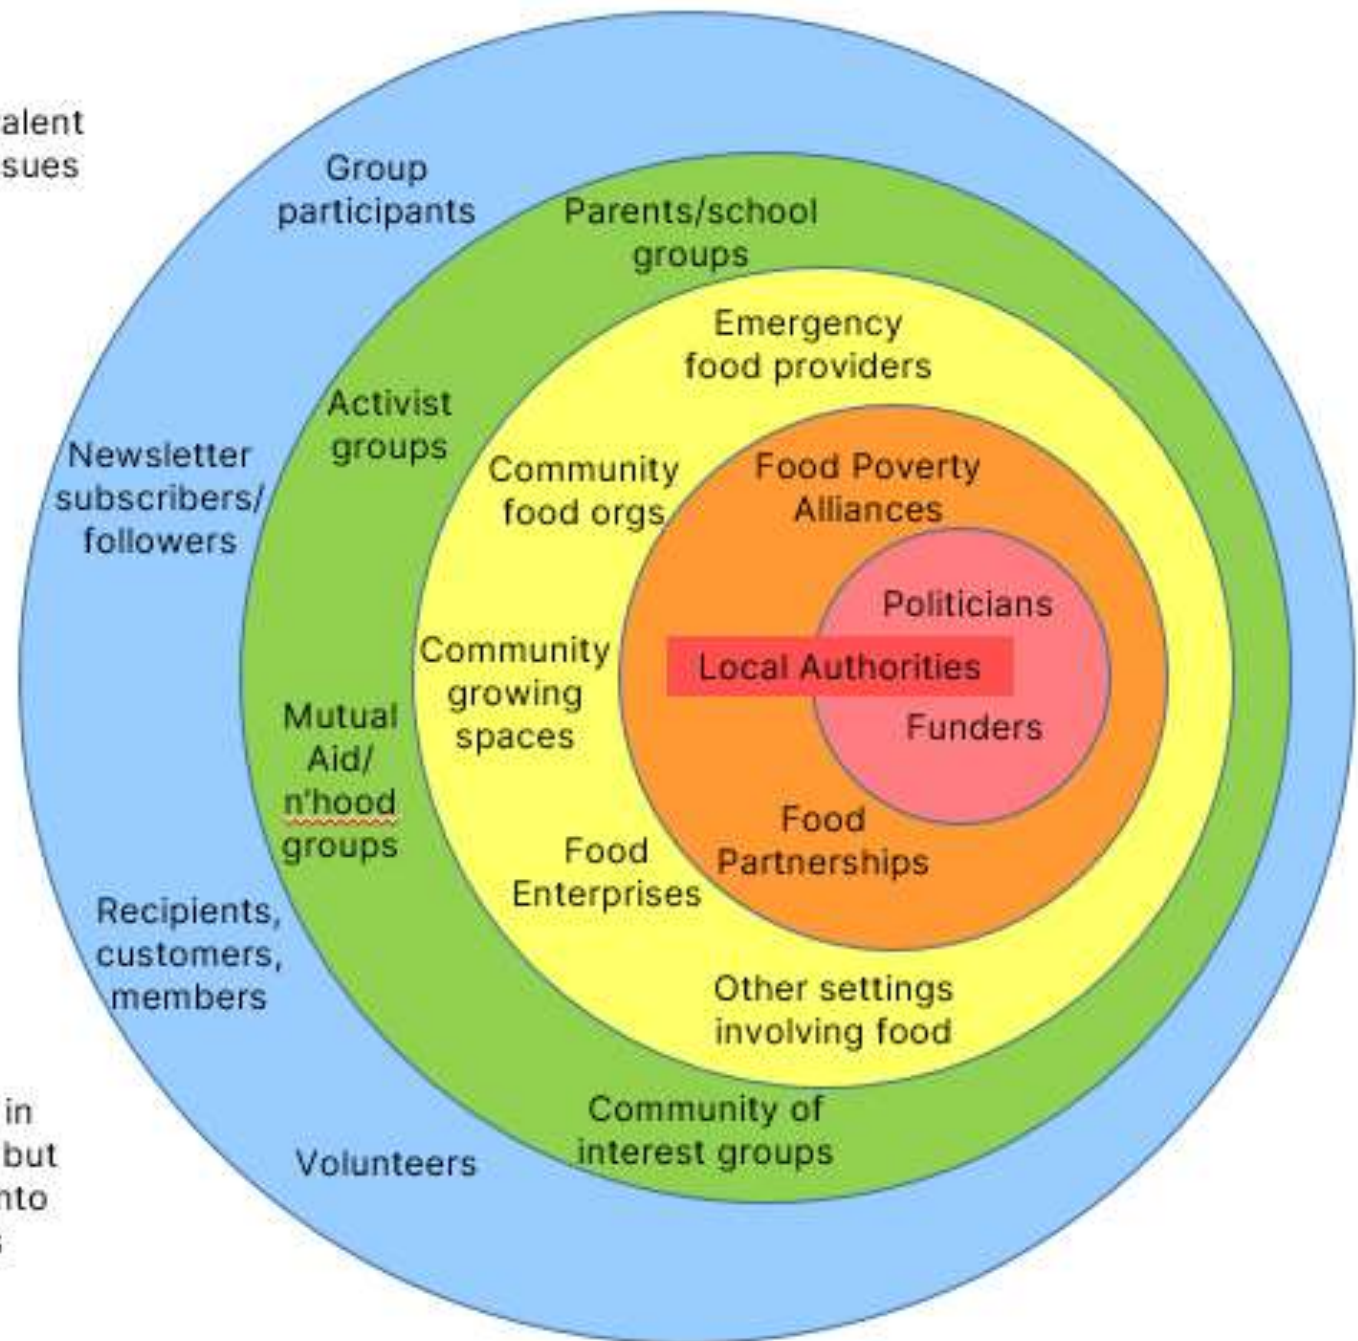 alent
ssues
Group
participants
Parents/school
groups
Emergency
food providers
Activist
groups
Newsletter
subscribers/
followers
Community
food orgs
Food Poverty
Alliances
Politicians
Local Authorities
Funders
Community
growing
spaces
Mutual
Aid/
n'hood
groups
Food
Partnerships
Food
Enterprises
Recipients,
customers,
members
Other settings
involving food
Community of
interest groups
Volunteers
in
but
nto
s